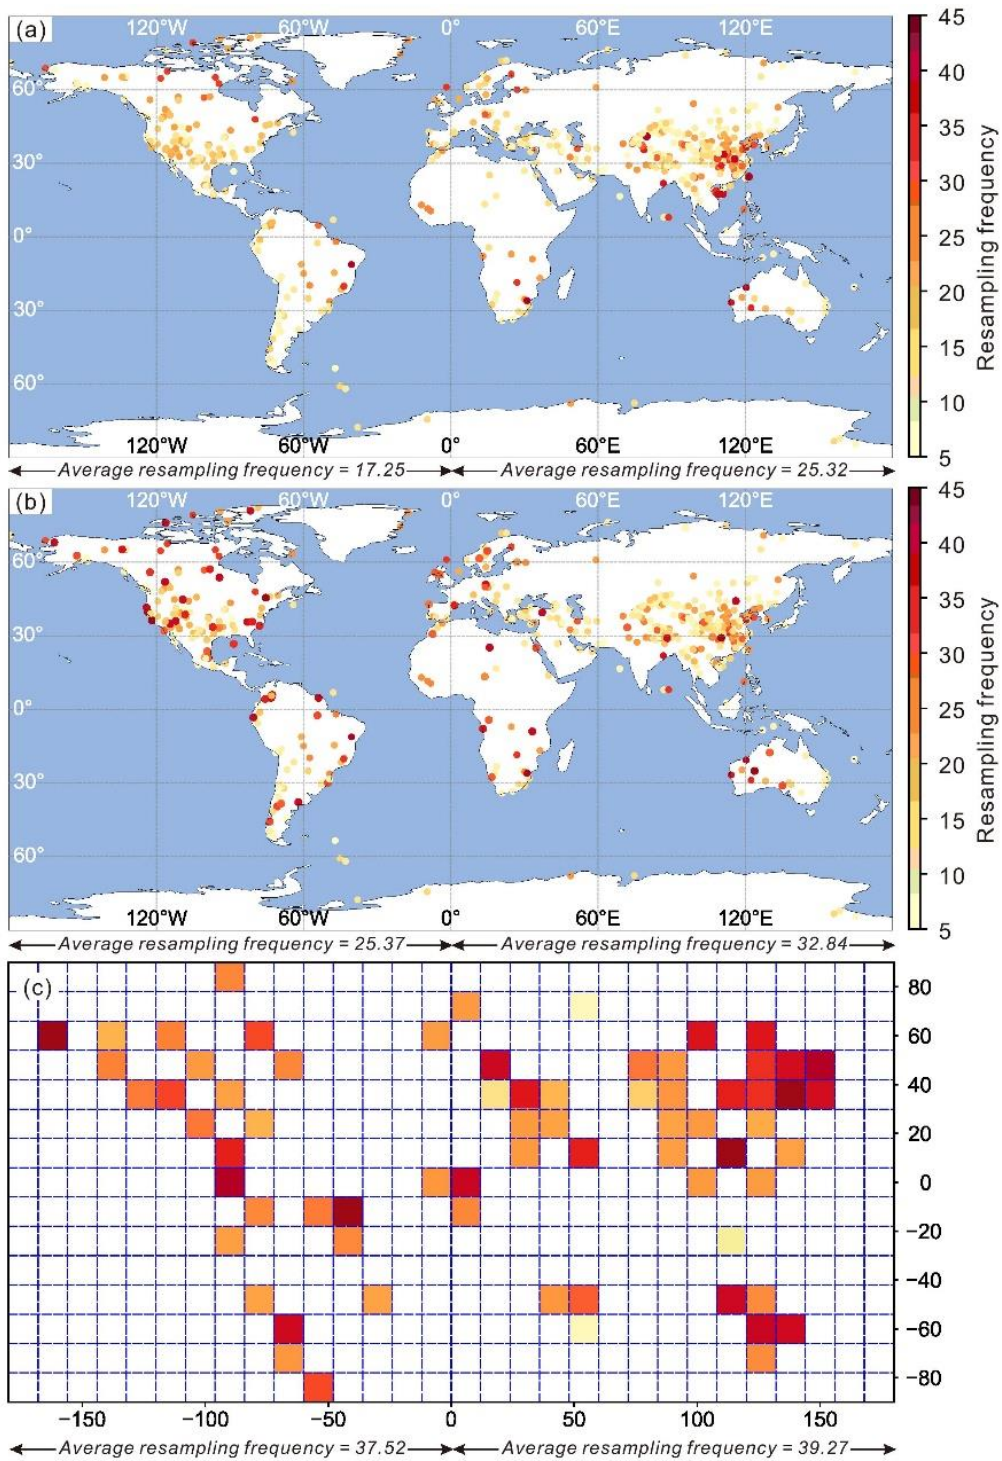 (a)
120°W 60°W 0° 60°E 120°E
60°
30°
0°
30°
60°
120°W 60°W 0° 60°E 120°E
45
40
35
30
25
20
15
10
5
Resampling frequency
Average resampling frequency = 17.25 Average resampling frequency = 25.32
(b)
120°W 60°W 0° 60°E 120°E
60°
30°
0°
30°
60°
120°W 60°W 0° 60°E 120°E
45
40
35
30
25
20
15
10
5
Resampling frequency
Average resampling frequency = 25.37 Average resampling frequency = 32.84
(c)
80
60
40
20
0
−20
−40
−60
−80
−150 −100 −50 0 50 100 150
Average resampling frequency = 37.52 Average resampling frequency = 39.27